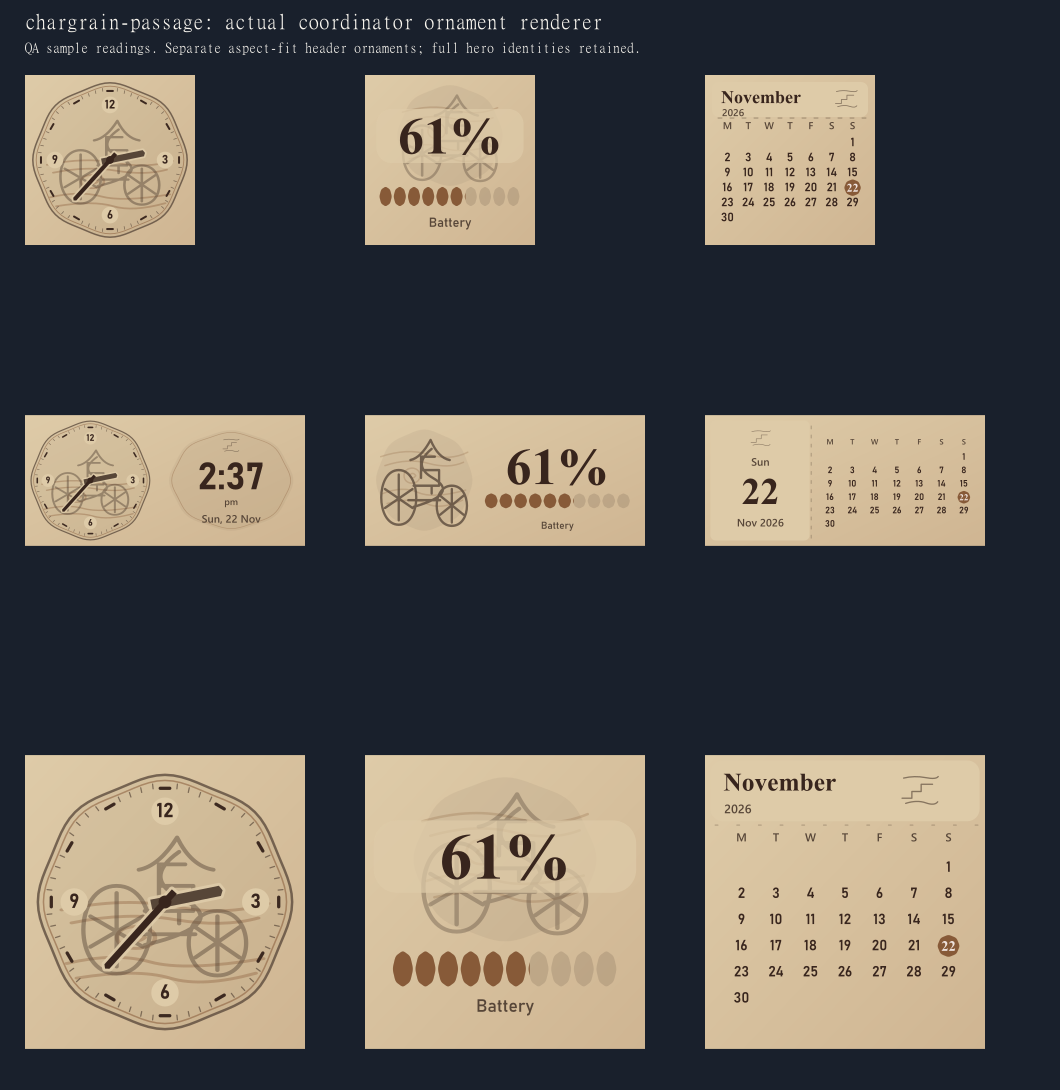 chargrain-passage: actual coordinator ornament renderer
QA sample readings. Separate aspect-fit header ornaments; full hero identities retained.
12
9 3
6
61%
Battery
November
2026
M T W T F S S
1
2 3 4 5 6 7 8
9 10 11 12 13 14 15
16 17 18 19 20 21 22
23 24 25 26 27 28 29
30
12
9 3
6
2:37
pm
Sun, 22 Nov
61%
Battery
Sun
22
Nov 2026
M T W T F S S
1
2 3 4 5 6 7 8
9 10 11 12 13 14 15
16 17 18 19 20 21 22
23 24 25 26 27 28 29
30
12
9 3
6
61%
Battery
November
2026
M T W T F S S
1
2 3 4 5 6 7 8
9 10 11 12 13 14 15
16 17 18 19 20 21 22
23 24 25 26 27 28 29
30